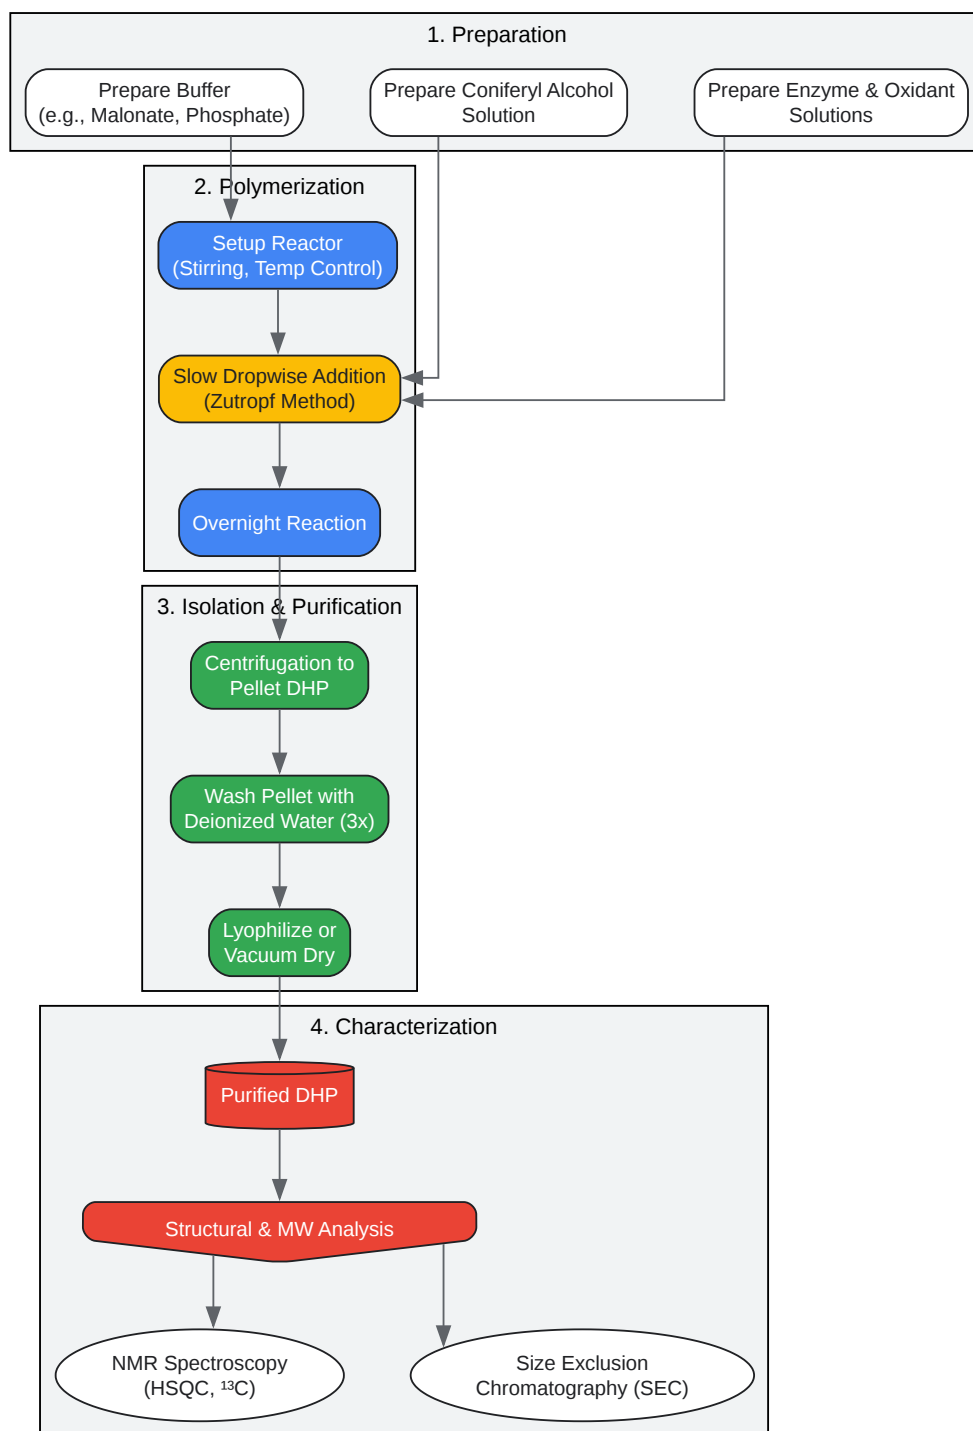 1. Preparation
Prepare Buffer
(e.g., Malonate, Phosphate)
Prepare Coniferyl Alcohol
Solution
Prepare Enzyme & Oxidant
Solutions
2. Polymerization
Setup Reactor
(Stirring, Temp Control)
Slow Dropwise Addition
(Zutropf Method)
Overnight Reaction
3. Isolation & Purification
Centrifugation to
Pellet DHP
Wash Pellet with
Deionized Water (3x)
Lyophilize or
Vacuum Dry
4. Characterization
Purified DHP
Structural & MW Analysis
NMR Spectroscopy
(HSQC, ¹³C)
Size Exclusion
Chromatography (SEC)